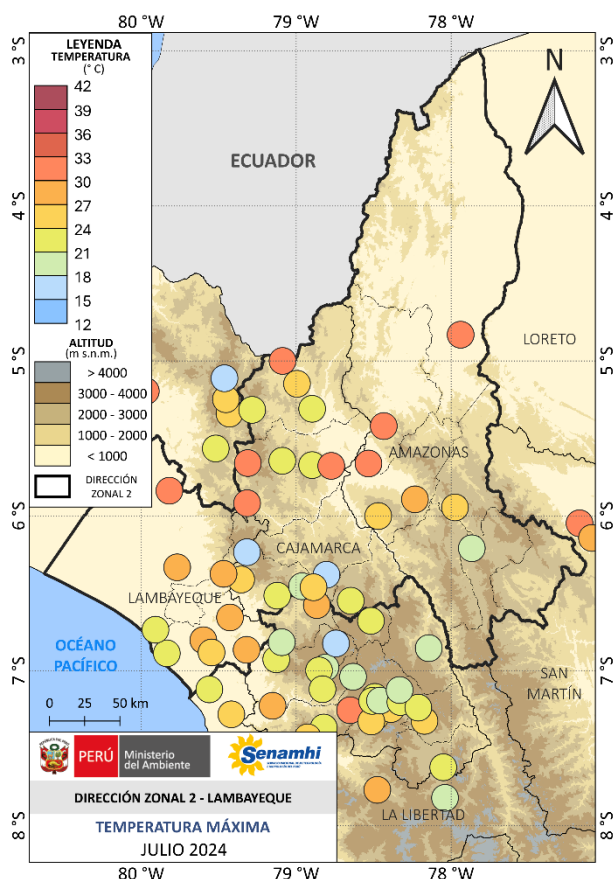 80 °W 79 °W 78 °W
LEYENDA
TEMPERATURA
(° C)
42
39
36
33
30
27
24
21
18
15
12
ALTITUD
(m s.n.m.)
> 4000
3000 - 4000
2000 - 3000
1000 - 2000
< 1000
DIRECCIÓN
ZONAL 2
N
3 °S 3 °S
4 °S 4 °S
5 °S 5 °S
6 °S 6 °S
7 °S 7 °S
8 °S 8 °S
ECUADOR
LORETO
AMAZONAS
CAJAMARCA
LAMBAYEQUE
OCÉANO
PACÍFICO
SAN
MARTÍN
LA LIBERTAD
0 25 50 km
PERÚ
Ministerio
del Ambiente
Senamhi
DIRECCIÓN ZONAL 2 - LAMBAYEQUE
TEMPERATURA MÁXIMA
JULIO 2024
80 °W 79 °W 78 °W